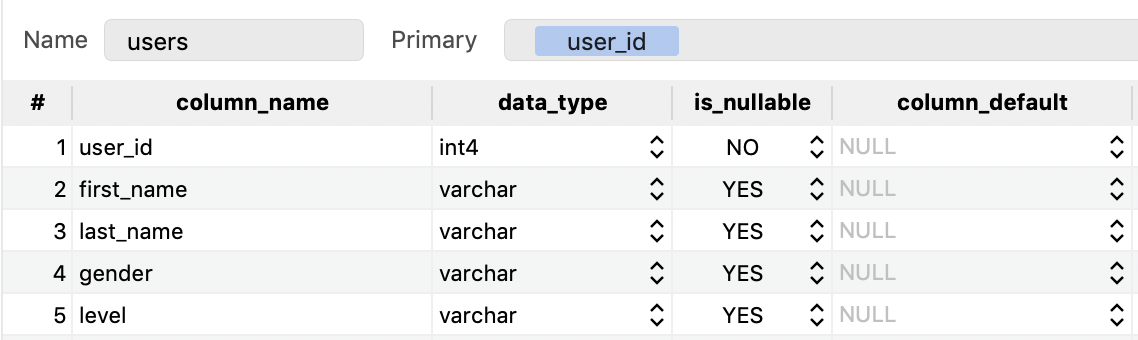 Name users Primary user_id
# column_name data_type is_nullable column_default
1 user_id int4 NO NULL
2 first_name varchar YES NULL
3 last_name varchar YES NULL
4 gender varchar YES NULL
5 level varchar YES NULL